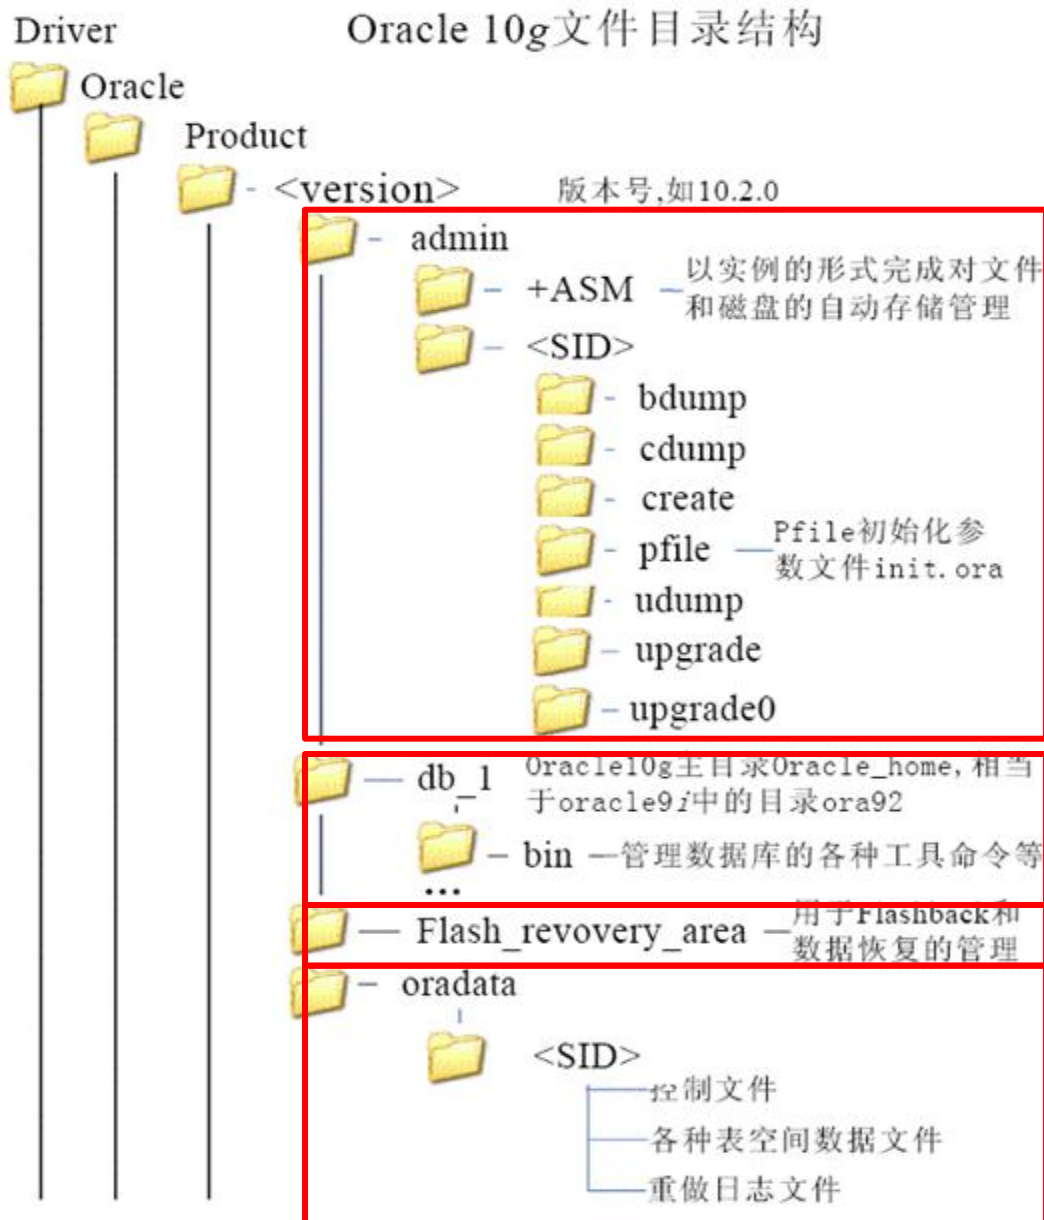 Driver
Oracle 10g文件目录结构
Oracle
Product
<version>
版本号,如10.2.0
admin
+ASM
以实例的形式完成对文件
和磁盘的自动存储管理
<SID>
bdump
cdump
create
pfile
Pfile初始化参
数文件init.ora
udump
upgrade
upgrade0
db_1
Oracle10g主目录Oracle_home,相当
于oracle9i中的目录ora92
bin
管理数据库的各种工具命令等
...
Flash_revovery_area
用于Flashback和
数据恢复的管理
oradata
<SID>
控制文件
各种表空间数据文件
重做日志文件